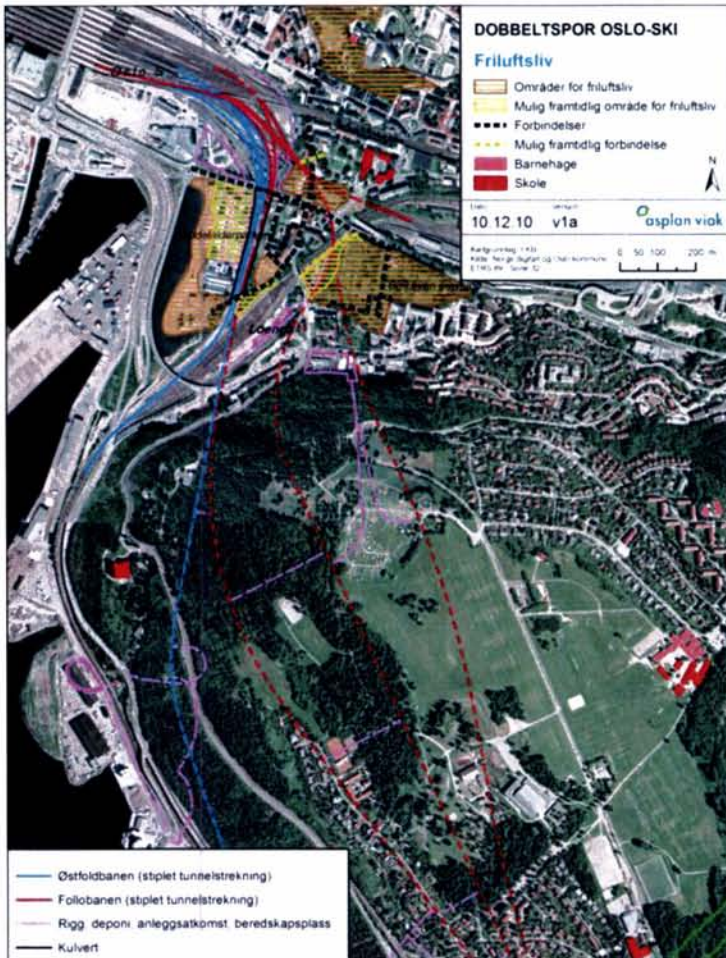 DOBBELTSPOR OSLO-SKI
Friluftsliv
Områder for friluftsliv
Mulig framtidig område for friluftsliv
Forbindelser
Mulig framtidig forbindelse
Barnehage
Skole
N
10.12.10 v1a
asplan viak
0 50 100 200 m
Oslo S
Loenga
Østfoldbanen (stiplet tunnelstrekning)
Follobanen (stiplet tunnelstrekning)
Rigg, deponi, anleggsatkomst, beredskapsplass
Kulvert